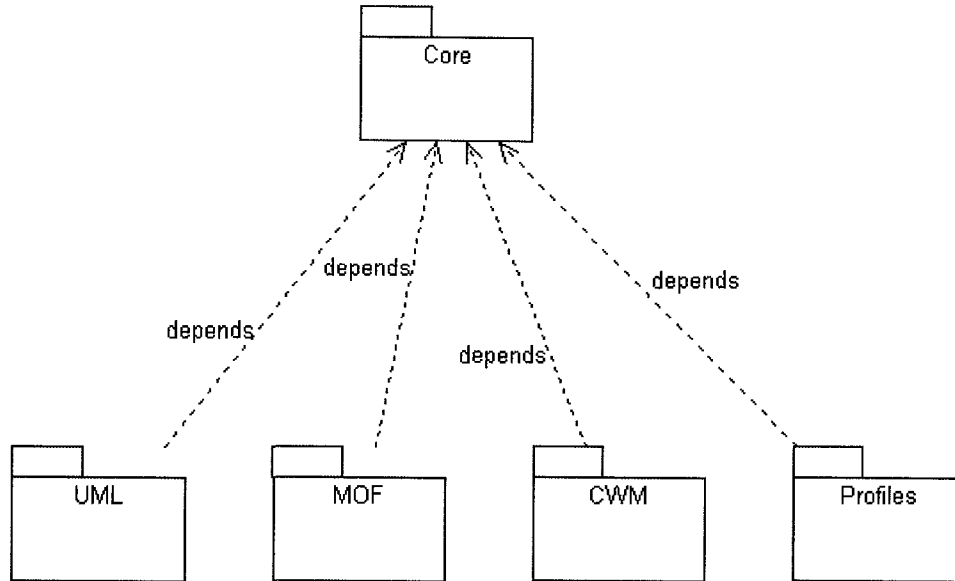 Core
depends
depends
depends
depends
UML
MOF
CWM
Profiles